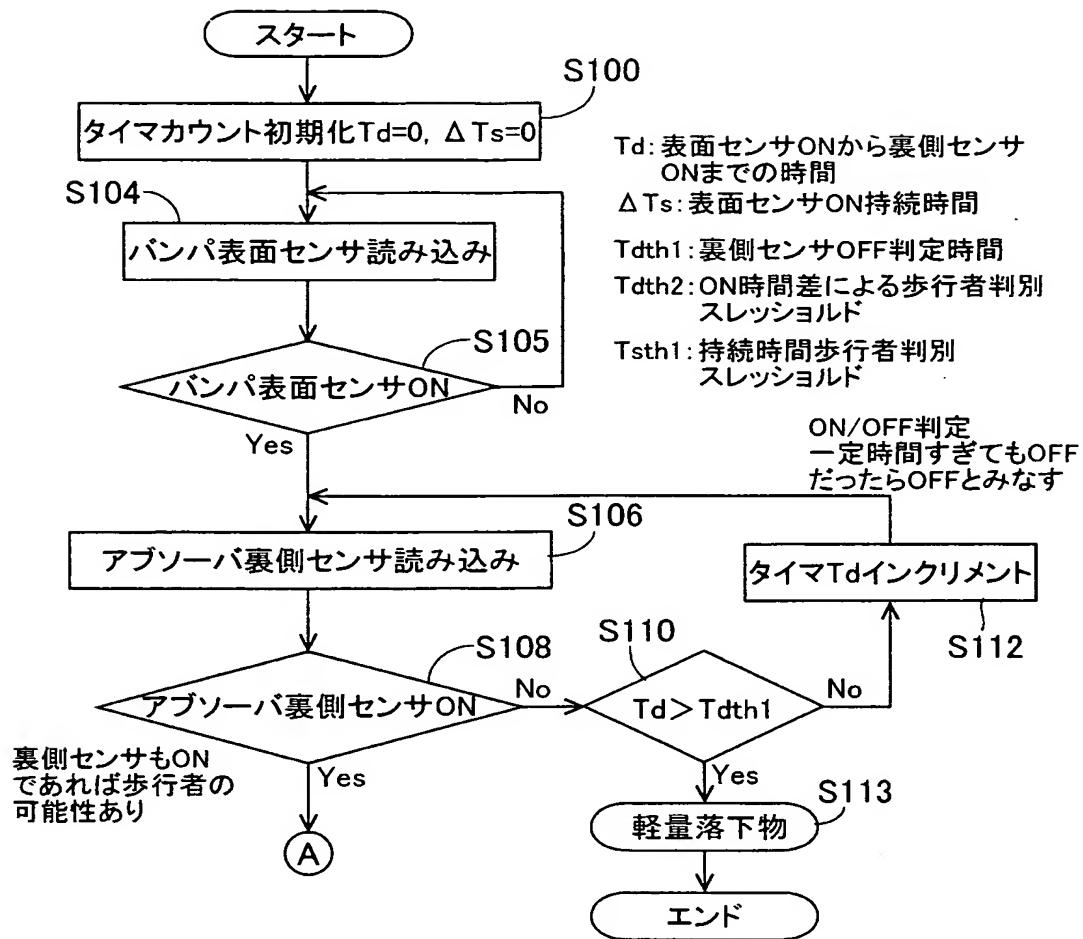 スタート
S100
タイマカウント初期化Td=0, ΔTs=0
Td:表面センサONから裏側センサ
ONまでの時間
ΔTs:表面センサON持続時間
Tdth1:裏側センサOFF判定時間
Tdth2:ON時間差による歩行者判別
スレッショルド
Tsth1:持続時間歩行者判別
スレッショルド
S104
バンパ表面センサ読み込み
S105
バンパ表面センサON
No
Yes
ON/OFF判定
一定時間すぎてもOFF
だったらOFFとみなす
S106
アブソーバ裏側センサ読み込み
タイマTdインクリメント
S112
S108
アブソーバ裏側センサON
No
S110
Td>Tdth1
No
裏側センサもON
であれば歩行者の
可能性あり
Yes
Yes
S113
軽量落下物
A
エンド